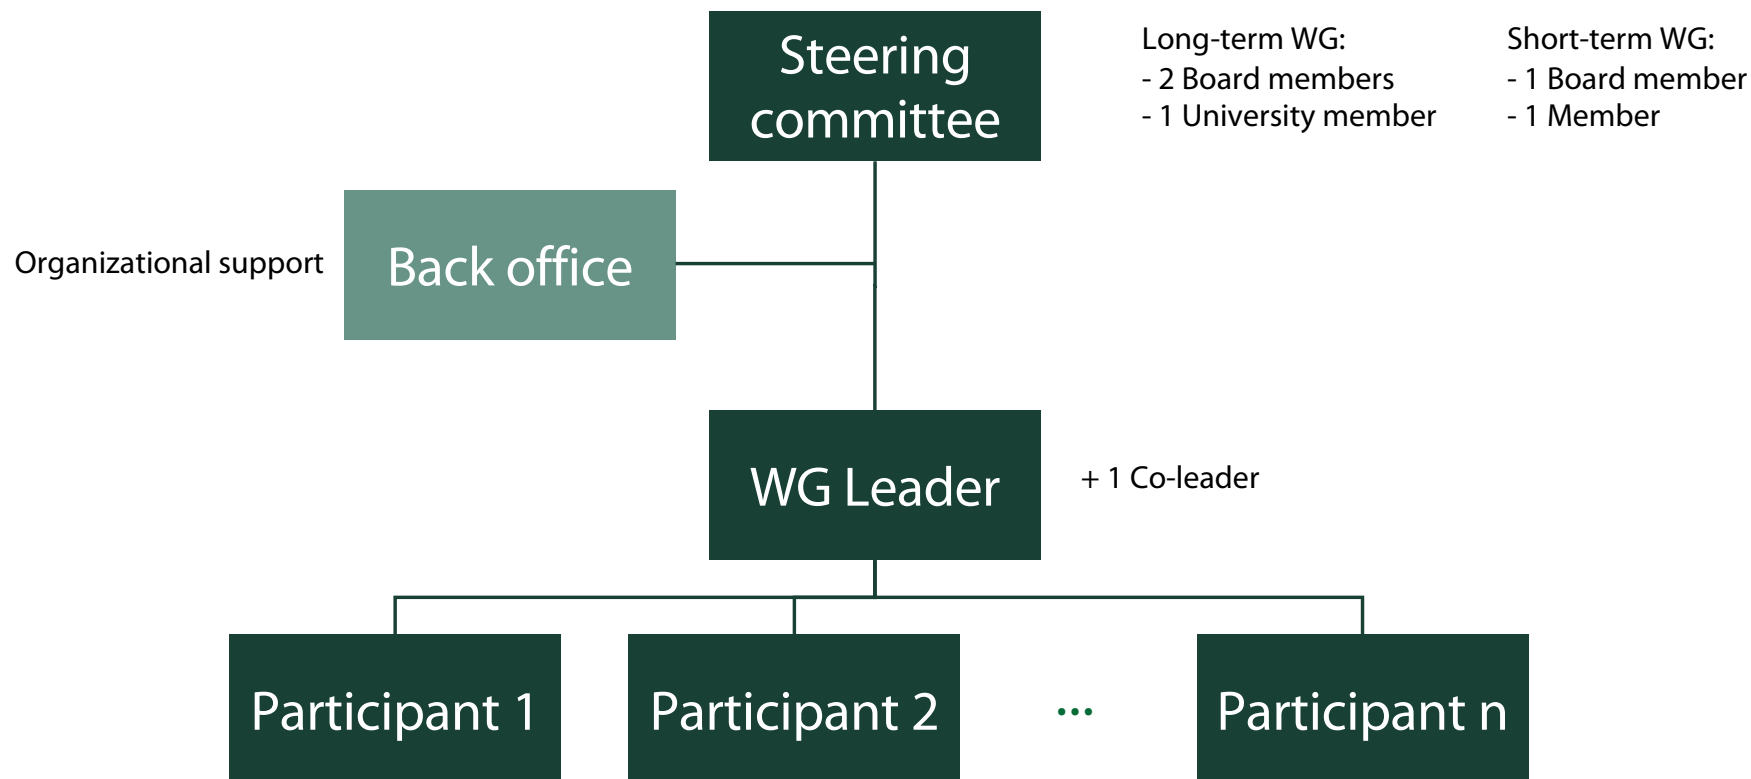 Steering
committee
Long-term WG:
- 2 Board members
- 1 University member
Short-term WG:
- 1 Board member
- 1 Member
Organizational support
Back office
WG Leader
+ 1 Co-leader
Participant 1
Participant 2
...
Participant n